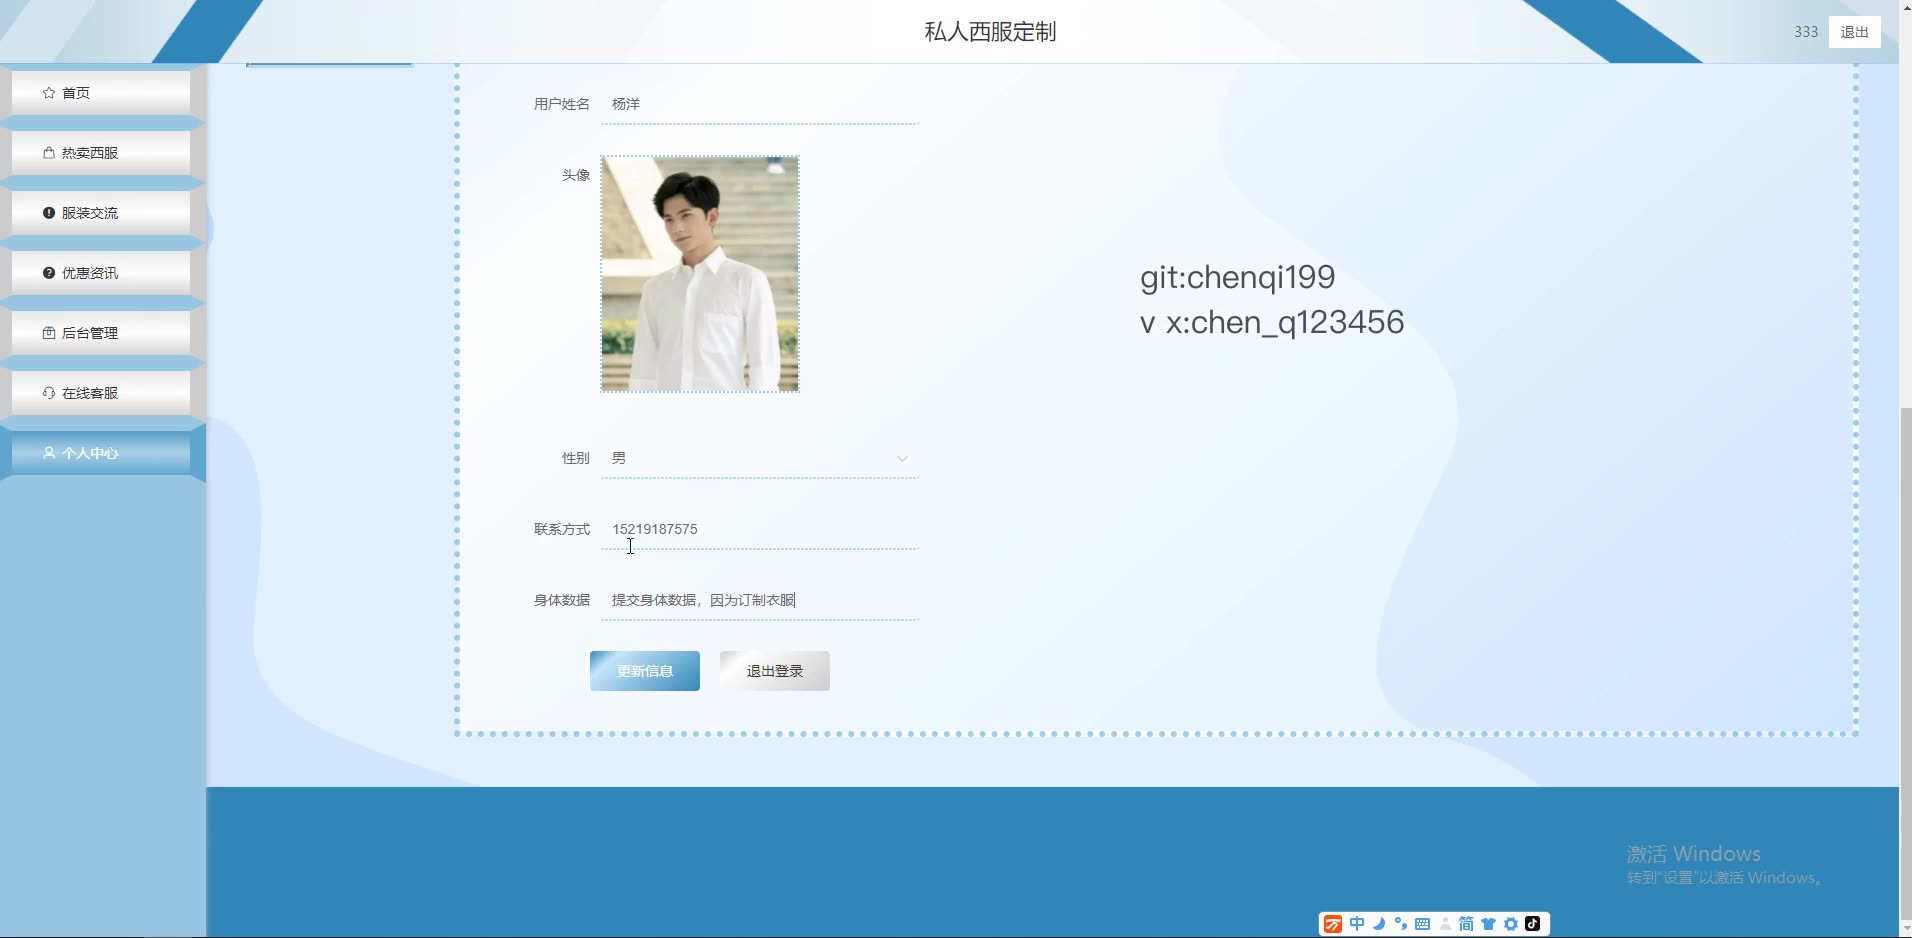 私人西服定制
333
退出
首页
热卖西服
服装交流
优惠资讯
后台管理
在线客服
个人中心
用户姓名 杨洋
头像
git:chenqi199
v x:chen_q123456
性别 男
联系方式 15219187575
身体数据 提交身体数据，因为订制衣服
更新信息
退出登录
激活 Windows
转到"设置"以激活 Windows。
中
简